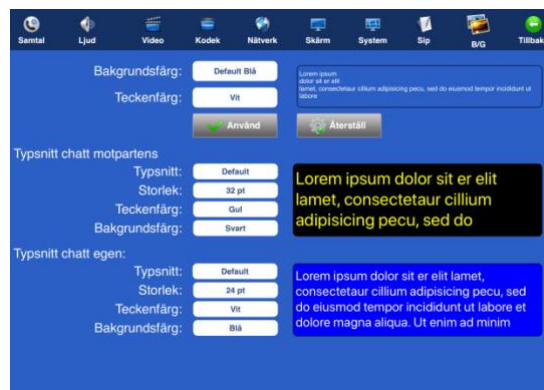 Samtal Ljud Video Kodek Nätverk Skärm System Sip B/G Tillbak
Bakgrundsfärg: Default Blå
Teckenfärg: Vit
Lorem ipsum
dolor sit er elit
lamet, consectetaur cillium adipisicing pecu, sed do eiusmod tempor incididunt ut
labore
Använd Återställ
Typsnitt chatt motpartens
Typsnitt: Default
Storlek: 32 pt
Teckenfärg: Gul
Bakgrundsfärg: Svart
Lorem ipsum dolor sit er elit
lamet, consectetaur cillium
adipisicing pecu, sed do
Typsnitt chatt egen:
Typsnitt: Default
Storlek: 24 pt
Teckenfärg: Vit
Bakgrundsfärg: Blå
Lorem ipsum dolor sit er elit lamet,
consectetaur cillium adipisicing pecu, sed
do eiusmod tempor incididunt ut labore et
dolore magna aliqua. Ut enim ad minim